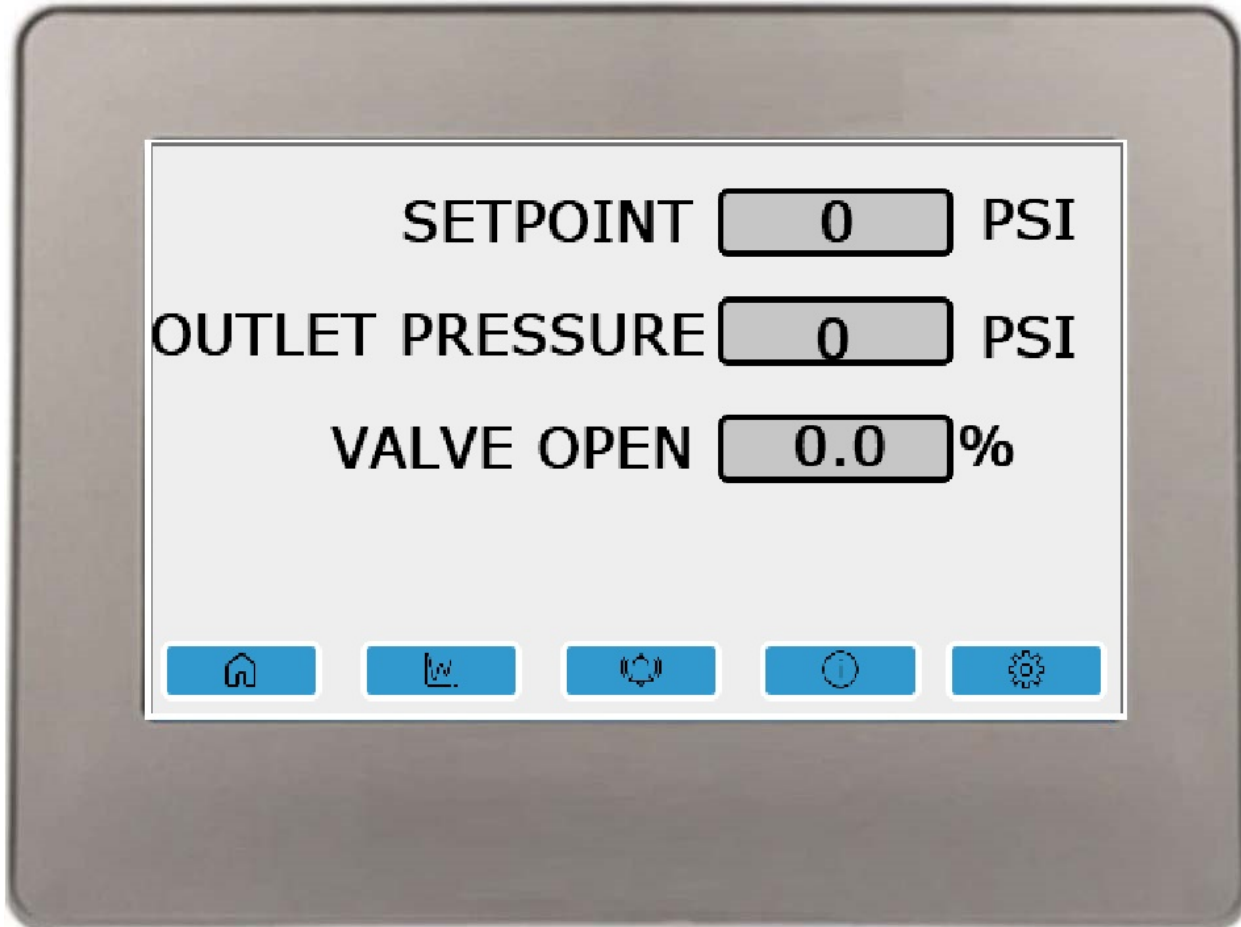 SETPOINT 0 PSI
OUTLET PRESSURE 0 PSI
VALVE OPEN 0.0 %